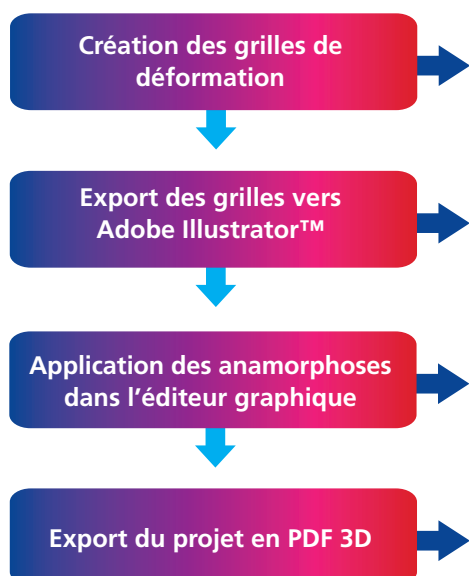 Création des grilles de
déformation
Export des grilles vers
Adobe Illustrator™
Application des anamorphoses
dans l’éditeur graphique
Export du projet en PDF 3D